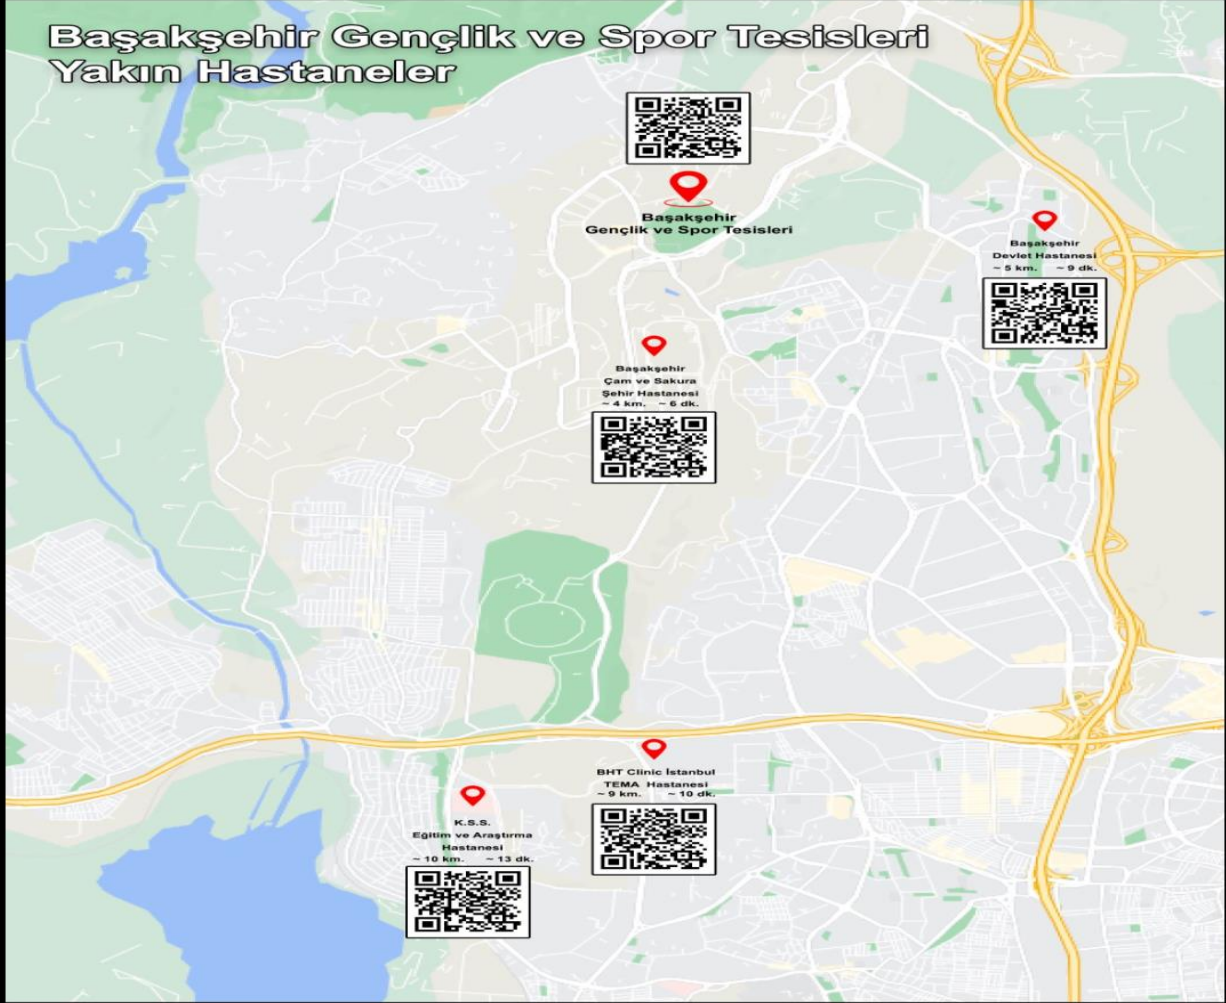 Başakşehir Gençlik ve Spor Tesisleri
Yakın Hastaneler
Başakşehir
Gençlik ve Spor Tesisleri
Başakşehir
Devlet Hastanesi
~ 5 km. ~ 9 dk.
Başakşehir
Çam ve Sakura
Şehir Hastanesi
~ 4 km. ~ 6 dk.
BHT Clinic İstanbul
TEMA Hastanesi
~ 9 km. ~ 10 dk.
K.S.S.
Eğitim ve Araştırma
Hastanesi
~ 10 km. ~ 13 dk.